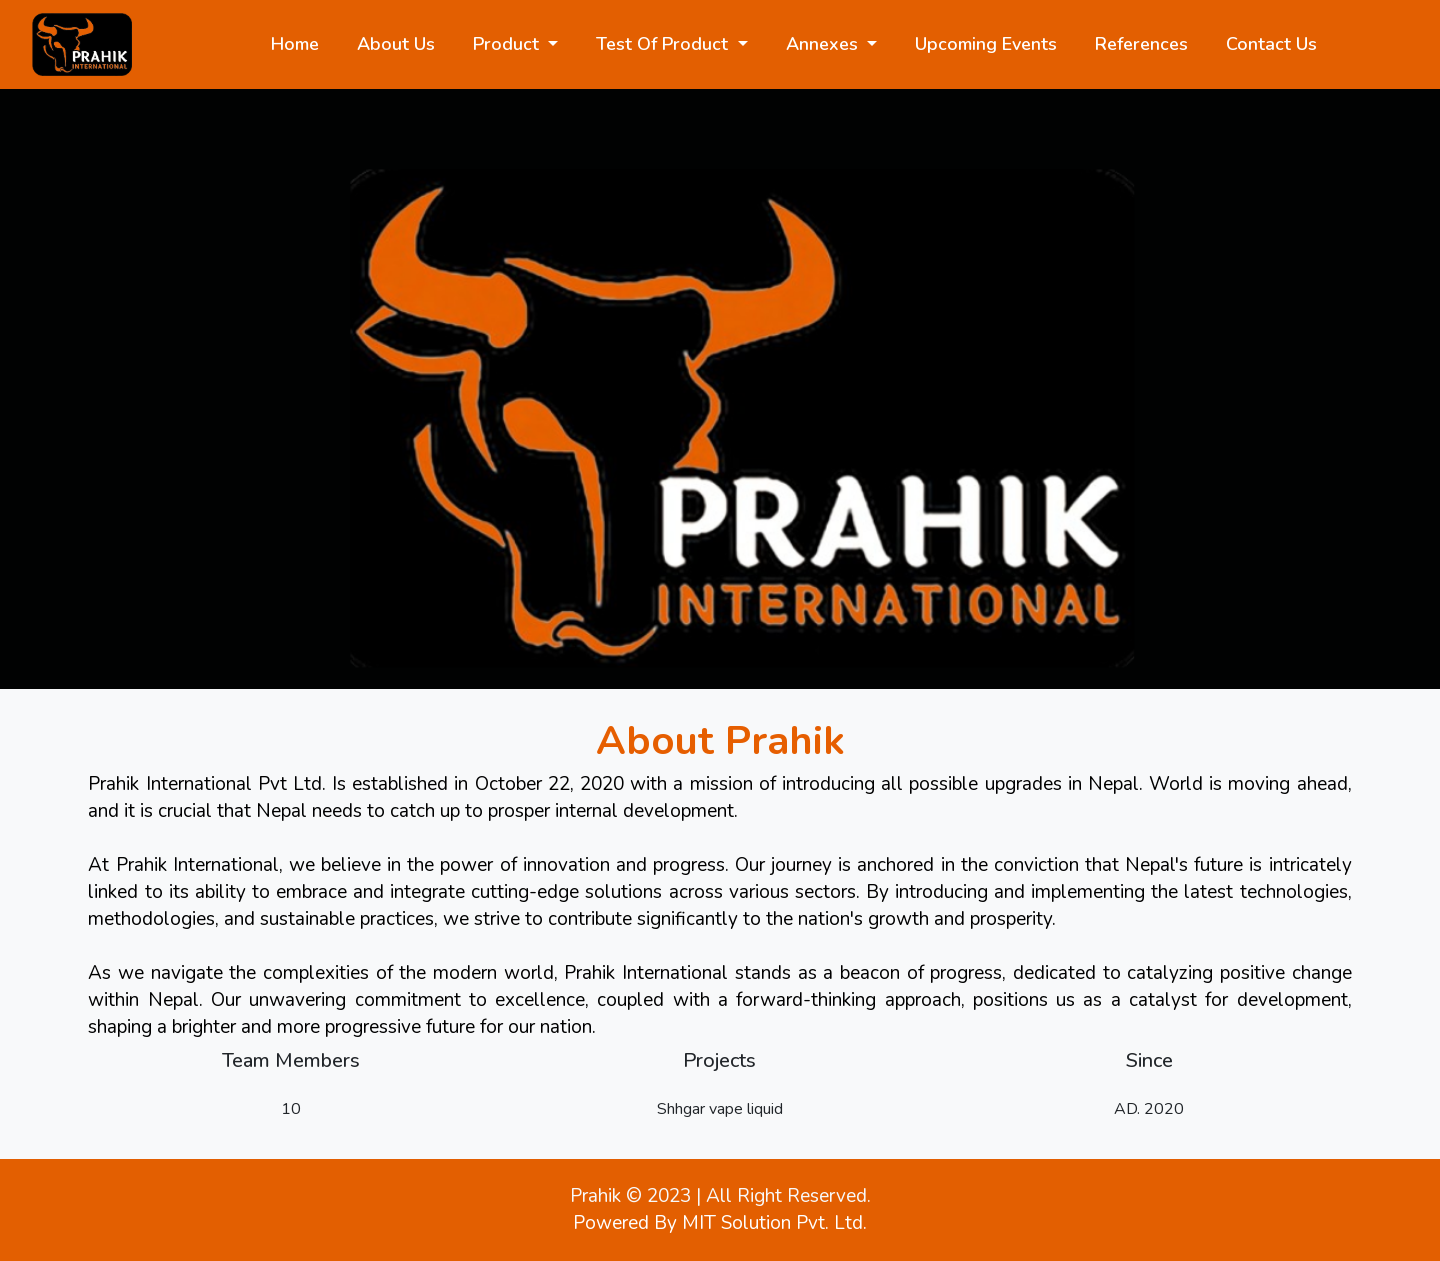 PRAHIK
INTERNATIONAL
Home
About Us
Product
Test Of Product
Annexes
Upcoming Events
References
Contact Us
PRAHIK
INTERNATIONAL
About Prahik
Prahik International Pvt Ltd. Is established in October 22, 2020 with a mission of introducing all possible upgrades in Nepal. World is moving ahead,
and it is crucial that Nepal needs to catch up to prosper internal development.
At Prahik International, we believe in the power of innovation and progress. Our journey is anchored in the conviction that Nepal's future is intricately
linked to its ability to embrace and integrate cutting-edge solutions across various sectors. By introducing and implementing the latest technologies,
methodologies, and sustainable practices, we strive to contribute significantly to the nation's growth and prosperity.
As we navigate the complexities of the modern world, Prahik International stands as a beacon of progress, dedicated to catalyzing positive change
within Nepal. Our unwavering commitment to excellence, coupled with a forward-thinking approach, positions us as a catalyst for development,
shaping a brighter and more progressive future for our nation.
Team Members
10
Projects
Shhgar vape liquid
Since
AD. 2020
Prahik © 2023 | All Right Reserved.
Powered By MIT Solution Pvt. Ltd.